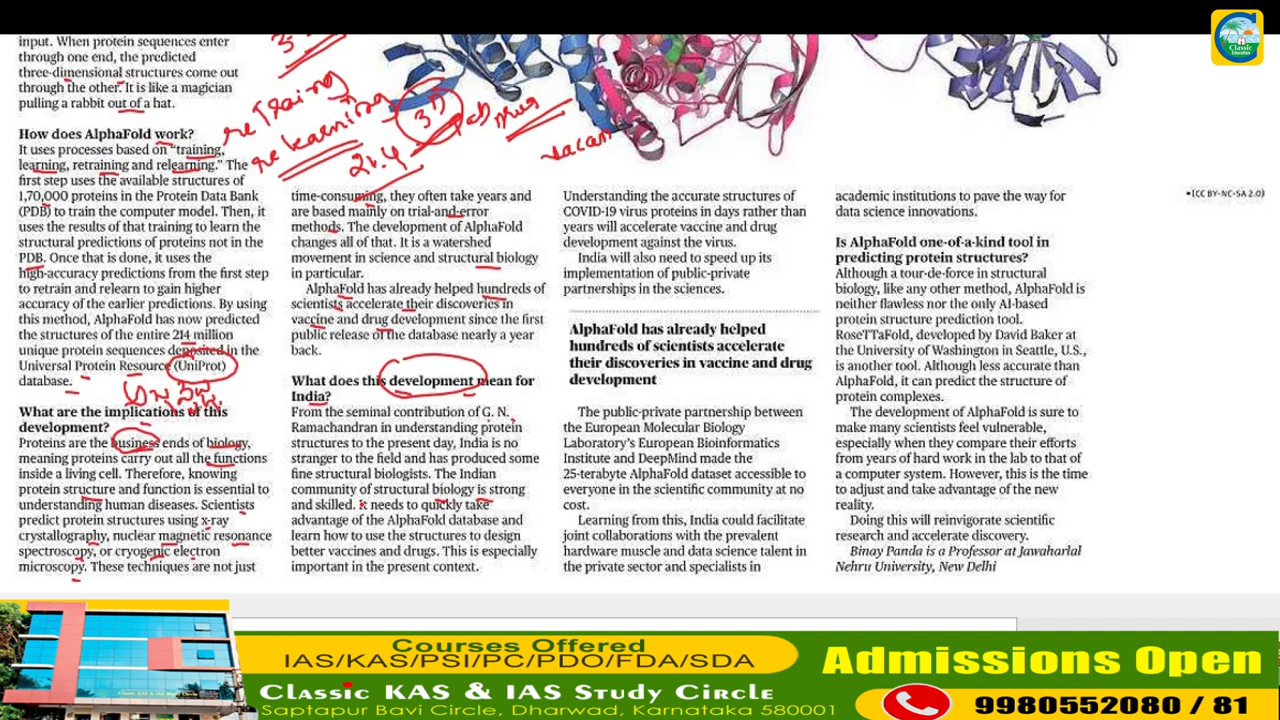 Classic
Education
input. When protein sequences enter
through one end, the predicted
three-dimensional structures come out
through the other. It is like a magician
pulling a rabbit out of a hat.
How does AlphaFold work?
It uses processes based on “training,
learning, retraining and relearning.” The
first step uses the available structures of
1,70,000 proteins in the Protein Data Bank
(PDB) to train the computer model. Then, it
uses the results of that training to learn the
structural predictions of proteins not in the
PDB. Once that is done, it uses the
high-accuracy predictions from the first step
to retrain and relearn to gain higher
accuracy of the earlier predictions. By using
this method, AlphaFold has now predicted
the structures of the entire 214 million
unique protein sequences deposited in the
Universal Protein Resource (UniProt)
database.
What are the implications of this
development?
Proteins are the business ends of biology,
meaning proteins carry out all the functions
inside a living cell. Therefore, knowing
protein structure and function is essential to
understanding human diseases. Scientists
predict protein structures using x-ray
crystallography, nuclear magnetic resonance
spectroscopy, or cryogenic electron
microscopy. These techniques are not just
re Training
re learning
3D
21.4
time-consuming, they often take years and
are based mainly on trial-and-error
methods. The development of AlphaFold
changes all of that. It is a watershed
movement in science and structural biology
in particular.
AlphaFold has already helped hundreds of
scientists accelerate their discoveries in
vaccine and drug development since the first
public release of the database nearly a year
back.
What does this development mean for
India?
From the seminal contribution of G. N.
Ramachandran in understanding protein
structures to the present day, India is no
stranger to the field and has produced some
fine structural biologists. The Indian
community of structural biology is strong
and skilled. It needs to quickly take
advantage of the AlphaFold database and
learn how to use the structures to design
better vaccines and drugs. This is especially
important in the present context.
Understanding the accurate structures of
COVID-19 virus proteins in days rather than
years will accelerate vaccine and drug
development against the virus.
India will also need to speed up its
implementation of public-private
partnerships in the sciences.
AlphaFold has already helped
hundreds of scientists accelerate
their discoveries in vaccine and drug
development
The public-private partnership between
the European Molecular Biology
Laboratory’s European Bioinformatics
Institute and DeepMind made the
25-terabyte AlphaFold dataset accessible to
everyone in the scientific community at no
cost.
Learning from this, India could facilitate
joint collaborations with the prevalent
hardware muscle and data science talent in
the private sector and specialists in
academic institutions to pave the way for
data science innovations.
Is AlphaFold one-of-a-kind tool in
predicting protein structures?
Although a tour-de-force in structural
biology, like any other method, AlphaFold is
neither flawless nor the only AI-based
protein structure prediction tool.
RoseTTaFold, developed by David Baker at
the University of Washington in Seattle, U.S.,
is another tool. Although less accurate than
AlphaFold, it can predict the structure of
protein complexes.
The development of AlphaFold is sure to
make many scientists feel vulnerable,
especially when they compare their efforts
from years of hard work in the lab to that of
a computer system. However, this is the time
to adjust and take advantage of the new
reality.
Doing this will reinvigorate scientific
research and accelerate discovery.
Binay Panda is a Professor at Jawaharlal
Nehru University, New Delhi
•(CC BY-NC-SA 2.0)
Courses Offered
IAS/KAS/PSI/PC/PDO/FDA/SDA
Classic KAS & IAS Study Circle
Saptapur Bavi Circle, Dharwad, Karnataka 580001
Admissions Open
9980552080 / 81